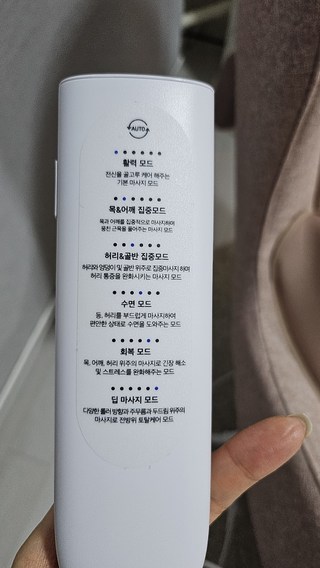 AUTO
활력 모드
전신을 골고루 케어 해주는
기본 마사지 모드
목&어깨 집중모드
목과 어깨를 집중적으로 마사지하여
뭉친 근육을 풀어주는 마사지 모드
허리&골반 집중모드
허리와 엉덩이 및 골반 위주로 집중마사지 하여
허리 통증을 완화시키는 마사지 모드
수면 모드
등, 허리를 부드럽게 마사지하여
편안한 상태로 수면을 도와주는 모드
회복 모드
목, 어깨, 허리 위주의 마사지로 긴장 해소
및 스트레스를 완화해주는 모드
딥 마사지 모드
다양한 롤러 방향과 주무름과 두드림 위주의
마사지로 전방위 토탈케어 모드